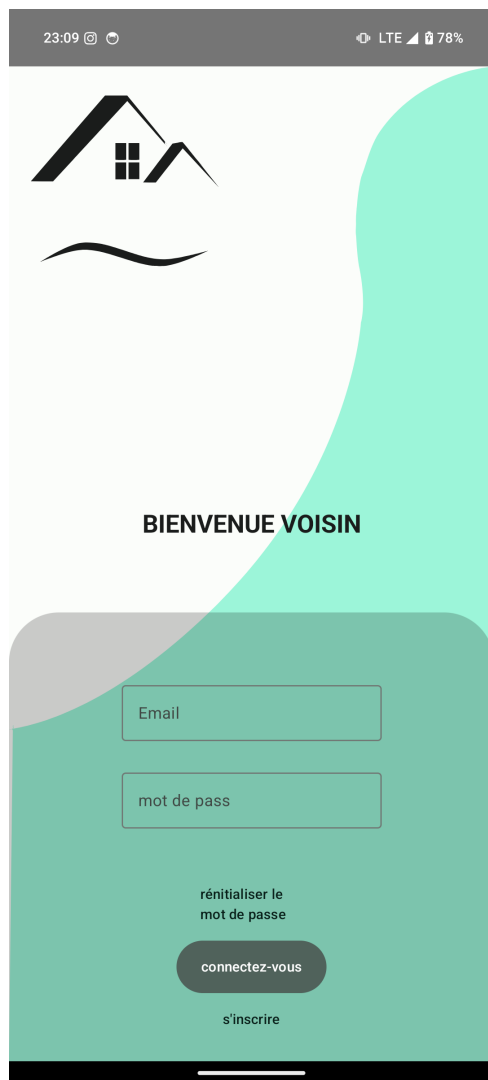 23:09 LTE 78%
BIENVENUE VOISIN
Email
mot de pass
rénitialiser le
mot de passe
connectez-vous
s'inscrire